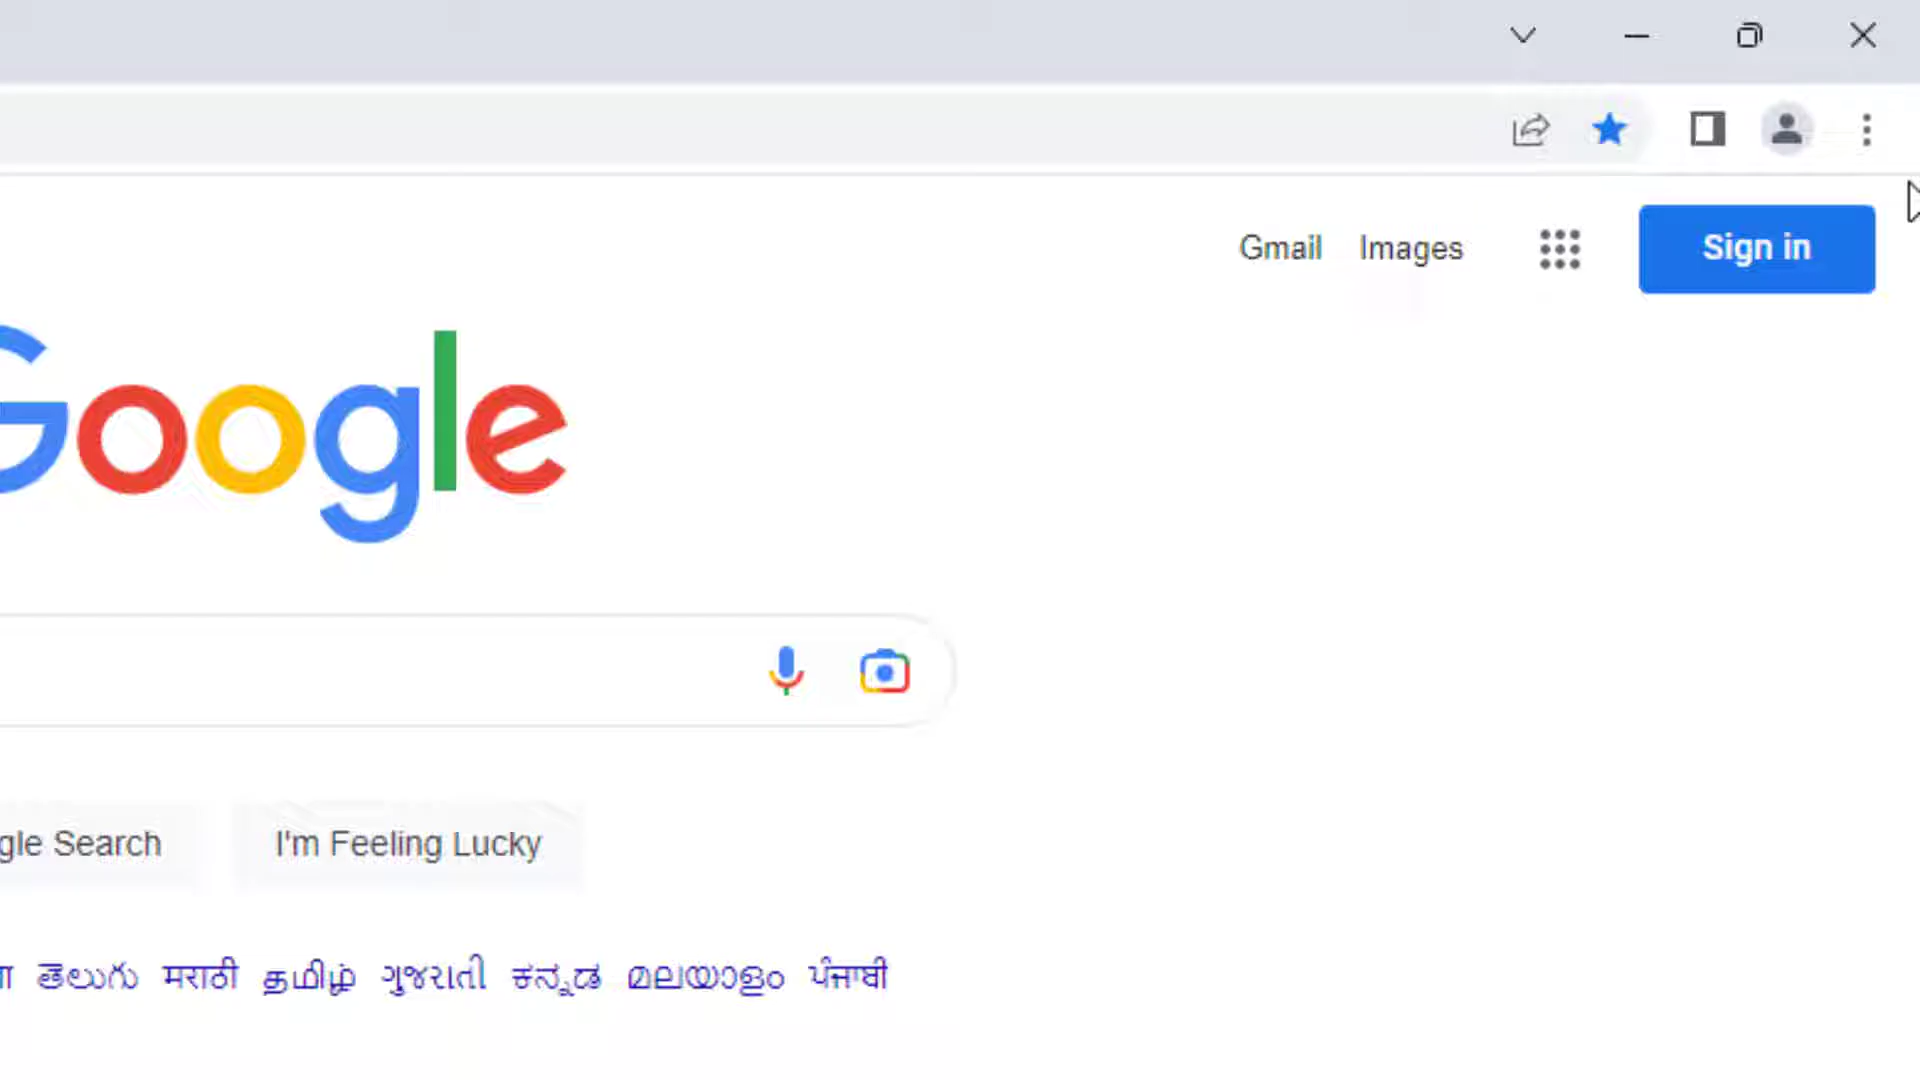 Gmail Images Sign in
Google
gle Search I'm Feeling Lucky
తెలుగు मराठी தமிழ் ગુજરાતી ಕನ್ನಡ മലയാളം ਪੰਜਾਬੀ